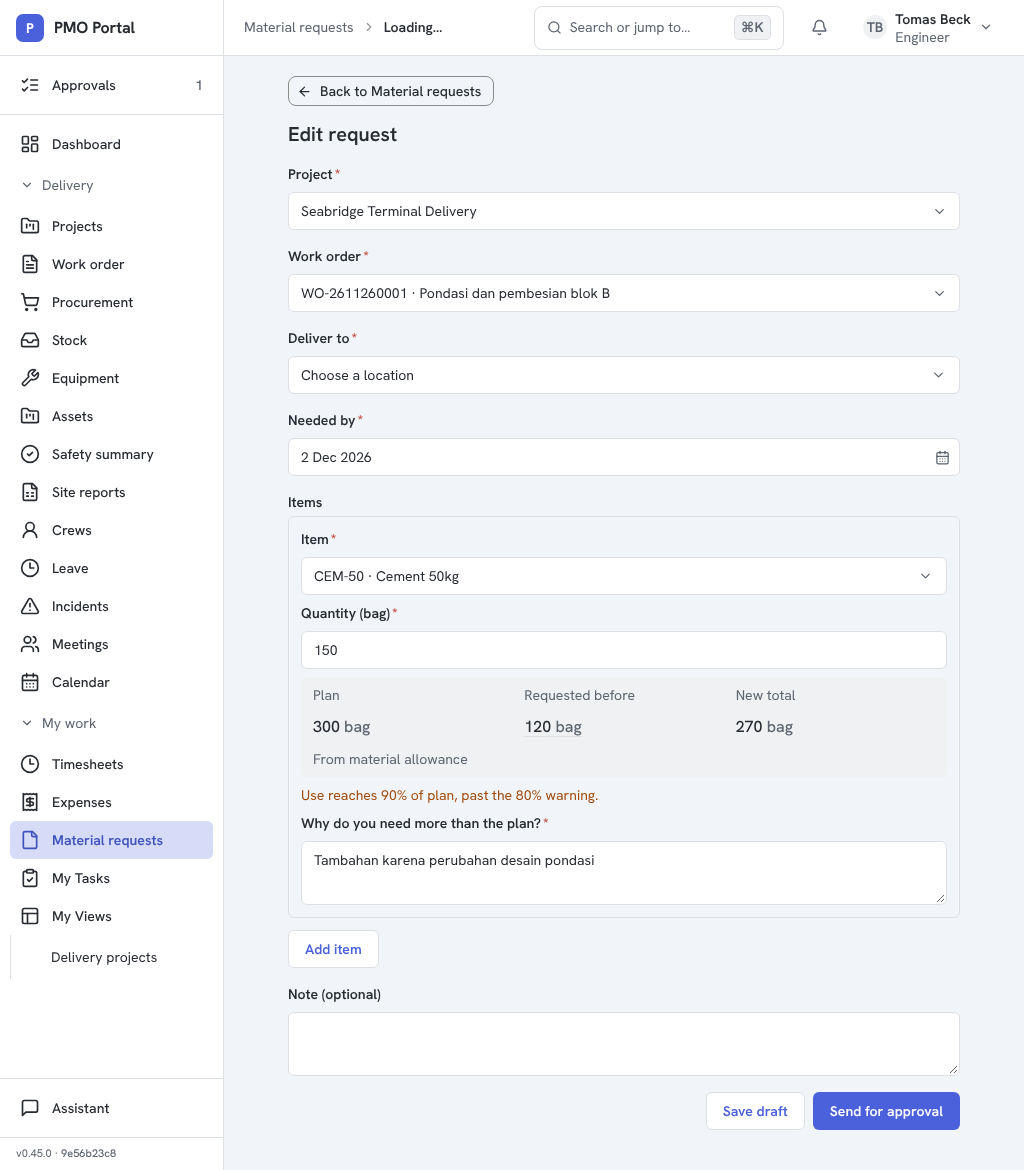 P PMO Portal
Material requests > Loading...
Search or jump to... ⌘K
TB Tomas Beck
Engineer
Approvals 1
Dashboard
Delivery
Projects
Work order
Procurement
Stock
Equipment
Assets
Safety summary
Site reports
Crews
Leave
Incidents
Meetings
Calendar
My work
Timesheets
Expenses
Material requests
My Tasks
My Views
Delivery projects
Assistant
v0.45.0 · 9e56b23c8
Back to Material requests
Edit request
Project *
Seabridge Terminal Delivery
Work order *
WO-2611260001 · Pondasi dan pembesian blok B
Deliver to *
Choose a location
Needed by *
2 Dec 2026
Items
Item *
CEM-50 · Cement 50kg
Quantity (bag) *
150
Plan Requested before New total
300 bag 120 bag 270 bag
From material allowance
Use reaches 90% of plan, past the 80% warning.
Why do you need more than the plan? *
Tambahan karena perubahan desain pondasi
Add item
Note (optional)
Save draft Send for approval